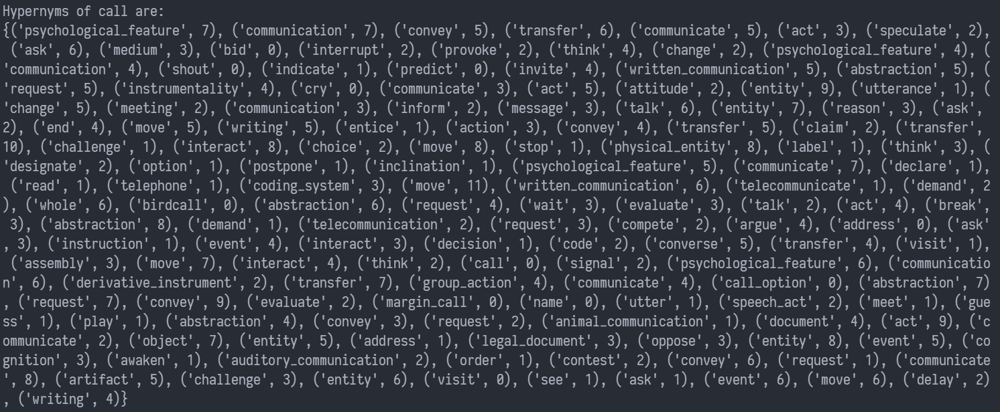 Hypernyms of call are:
{('psychological_feature', 7), ('communication', 7), ('convey', 5), ('transfer', 6), ('communicate', 5), ('act', 3), ('speculate', 2),
 ('ask', 6), ('medium', 3), ('bid', 0), ('interrupt', 2), ('provoke', 2), ('think', 4), ('change', 2), ('psychological_feature', 4), (
'communication', 4), ('shout', 0), ('indicate', 1), ('predict', 0), ('invite', 4), ('written_communication', 5), ('abstraction', 5), (
'request', 5), ('instrumentality', 4), ('cry', 0), ('communicate', 3), ('act', 5), ('attitude', 2), ('entity', 9), ('utterance', 1), (
'change', 5), ('meeting', 2), ('communication', 3), ('inform', 2), ('message', 3), ('talk', 6), ('entity', 7), ('reason', 3), ('ask',
2), ('end', 4), ('move', 5), ('writing', 5), ('entice', 1), ('action', 3), ('convey', 4), ('transfer', 5), ('claim', 2), ('transfer',
10), ('challenge', 1), ('interact', 8), ('choice', 2), ('move', 8), ('stop', 1), ('physical_entity', 8), ('label', 1), ('think', 3), (
'designate', 2), ('option', 1), ('postpone', 1), ('inclination', 1), ('psychological_feature', 5), ('communicate', 7), ('declare', 1),
 ('read', 1), ('telephone', 1), ('coding_system', 3), ('move', 11), ('written_communication', 6), ('telecommunicate', 1), ('demand', 2
), ('whole', 6), ('birdcall', 0), ('abstraction', 6), ('request', 4), ('wait', 3), ('evaluate', 3), ('talk', 2), ('act', 4), ('break',
 3), ('abstraction', 8), ('demand', 1), ('telecommunication', 2), ('request', 3), ('compete', 2), ('argue', 4), ('address', 0), ('ask'
, 3), ('instruction', 1), ('event', 4), ('interact', 3), ('decision', 1), ('code', 2), ('converse', 5), ('transfer', 4), ('visit', 1),
 ('assembly', 3), ('move', 7), ('interact', 4), ('think', 2), ('call', 0), ('signal', 2), ('psychological_feature', 6), ('communicatio
n', 6), ('derivative_instrument', 2), ('transfer', 7), ('group_action', 4), ('communicate', 4), ('call_option', 0), ('abstraction', 7)
, ('request', 7), ('convey', 9), ('evaluate', 2), ('margin_call', 0), ('name', 0), ('utter', 1), ('speech_act', 2), ('meet', 1), ('gue
ss', 1), ('play', 1), ('abstraction', 4), ('convey', 3), ('request', 2), ('animal_communication', 1), ('document', 4), ('act', 9), ('c
ommunicate', 2), ('object', 7), ('entity', 5), ('address', 1), ('legal_document', 3), ('oppose', 3), ('entity', 8), ('event', 5), ('co
gnition', 3), ('awaken', 1), ('auditory_communication', 2), ('order', 1), ('contest', 2), ('convey', 6), ('request', 1), ('communicate
', 8), ('artifact', 5), ('challenge', 3), ('entity', 6), ('visit', 0), ('see', 1), ('ask', 1), ('event', 6), ('move', 6), ('delay', 2)
, ('writing', 4)}